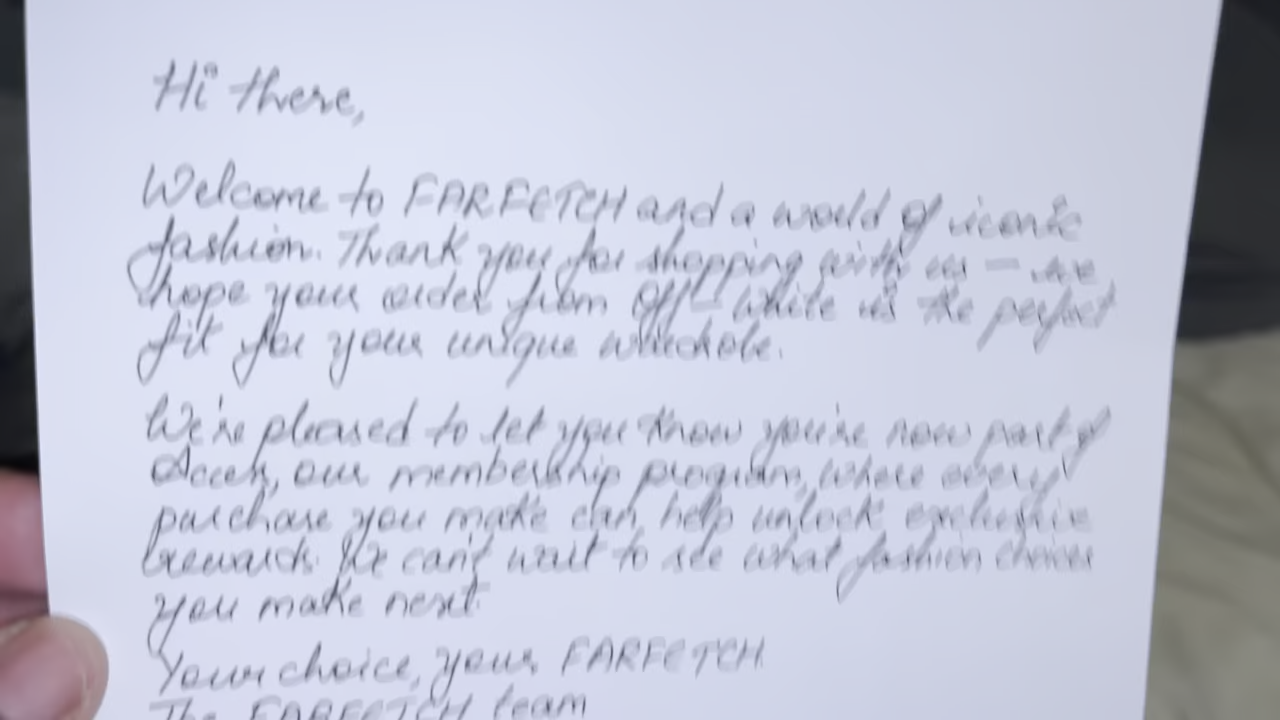 Hi there,
Welcome to FARFETCH and a world of iconic
fashion. Thank you for shopping with us – we
hope your order from Off-White is the perfect
fit for your unique wardrobe.
We're pleased to let you know you're now part of
Access, our membership program, where every
purchase you make can help unlock exclusive
rewards. We can't wait to see what fashion choices
you make next.
Your choice, your FARFETCH
The FARFETCH team